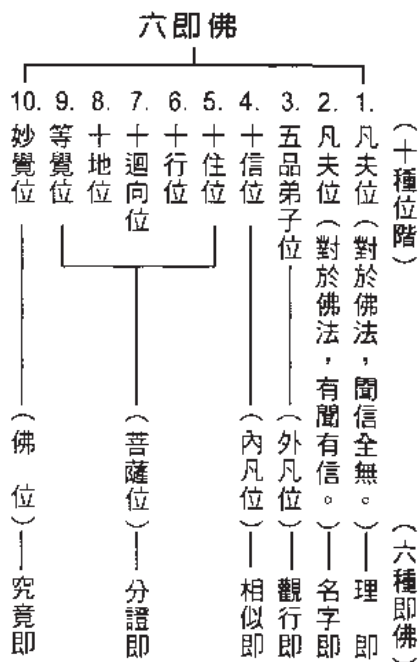 六即佛
(十種位階) (六種即佛)
1. 凡夫位(對於佛法,聞信全無。) 理即
2. 凡夫位(對於佛法,有聞有信。) 名字即
3. 五品弟子位 (外凡位) 觀行即
4. 十信位 (內凡位) 相似即
5. 十住位
6. 十行位
7. 十迴向位 (菩薩位) 分證即
8. 十地位
9. 等覺位
10. 妙覺位 (佛位) 究竟即